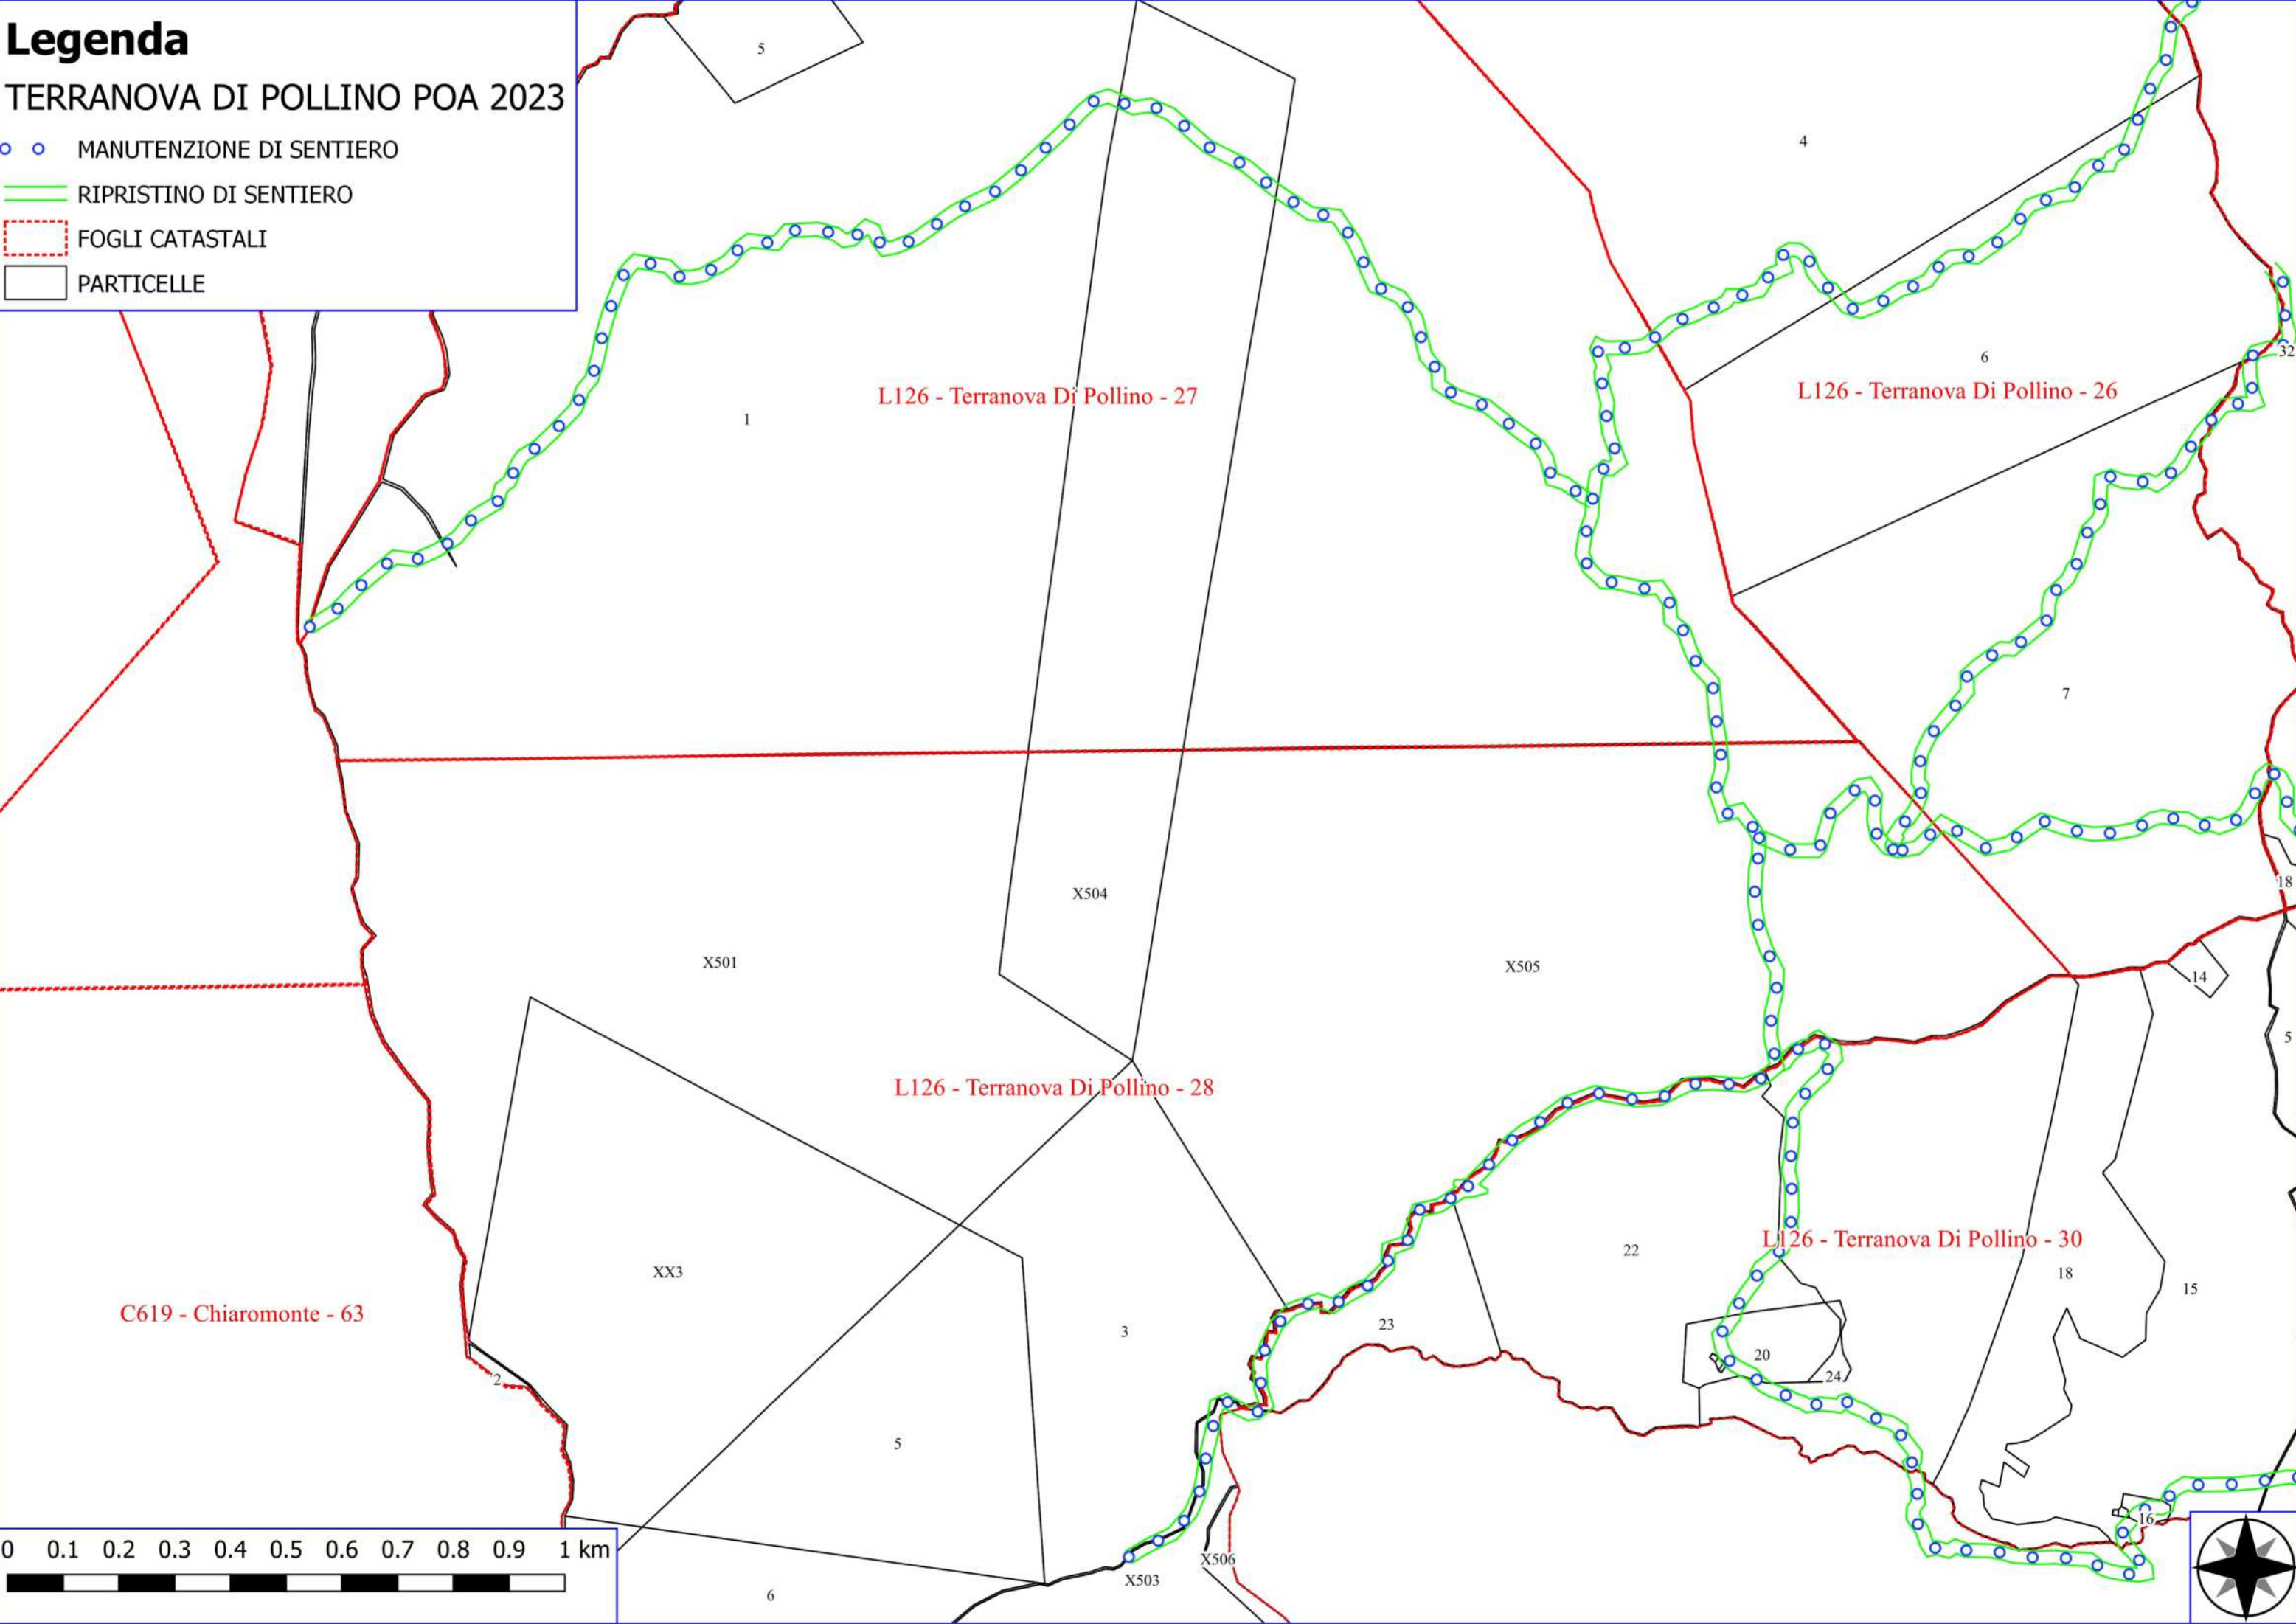 Legenda
TERRANOVA DI POLLINO POA 2023
MANUTENZIONE DI SENTIERO
RIPRISTINO DI SENTIERO
FOGLI CATASTALI
PARTICELLE
5
4
6
32
L126 - Terranova Di Pollino - 27
L126 - Terranova Di Pollino - 26
1
7
18
X504
X501
X505
14
5
L126 - Terranova Di Pollino - 28
22
L126 - Terranova Di Pollino - 30
XX3
18
15
C619 - Chiaromonte - 63
3
23
20
24
2
5
16
0 0.1 0.2 0.3 0.4 0.5 0.6 0.7 0.8 0.9 1 km
X506
X503
6